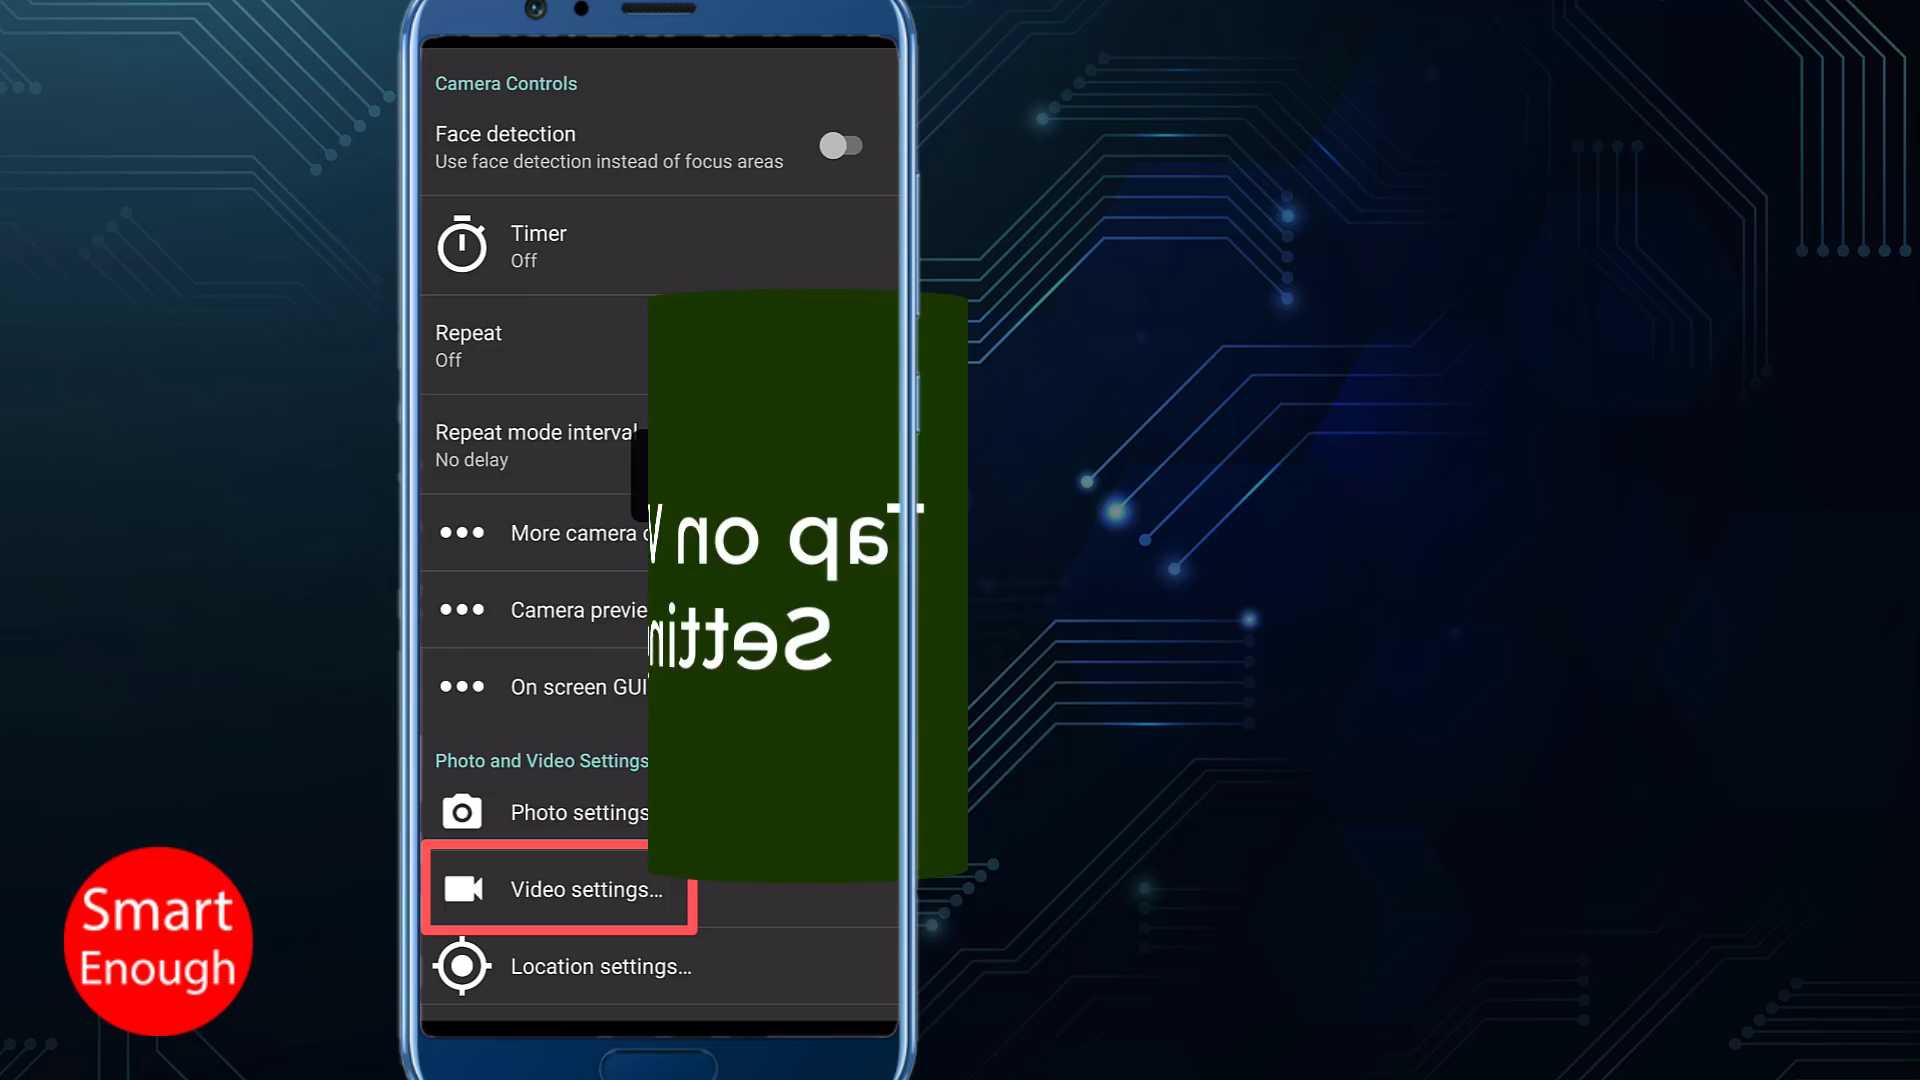 Camera Controls
Face detection
Use face detection instead of focus areas
Timer
Off
Repeat
Off
Repeat mode interval
No delay
More camera
Camera previe
On screen GUI
Photo and Video Settings
Photo settings
Video settings...
Location settings...
Tap on V
Settin
Smart
Enough